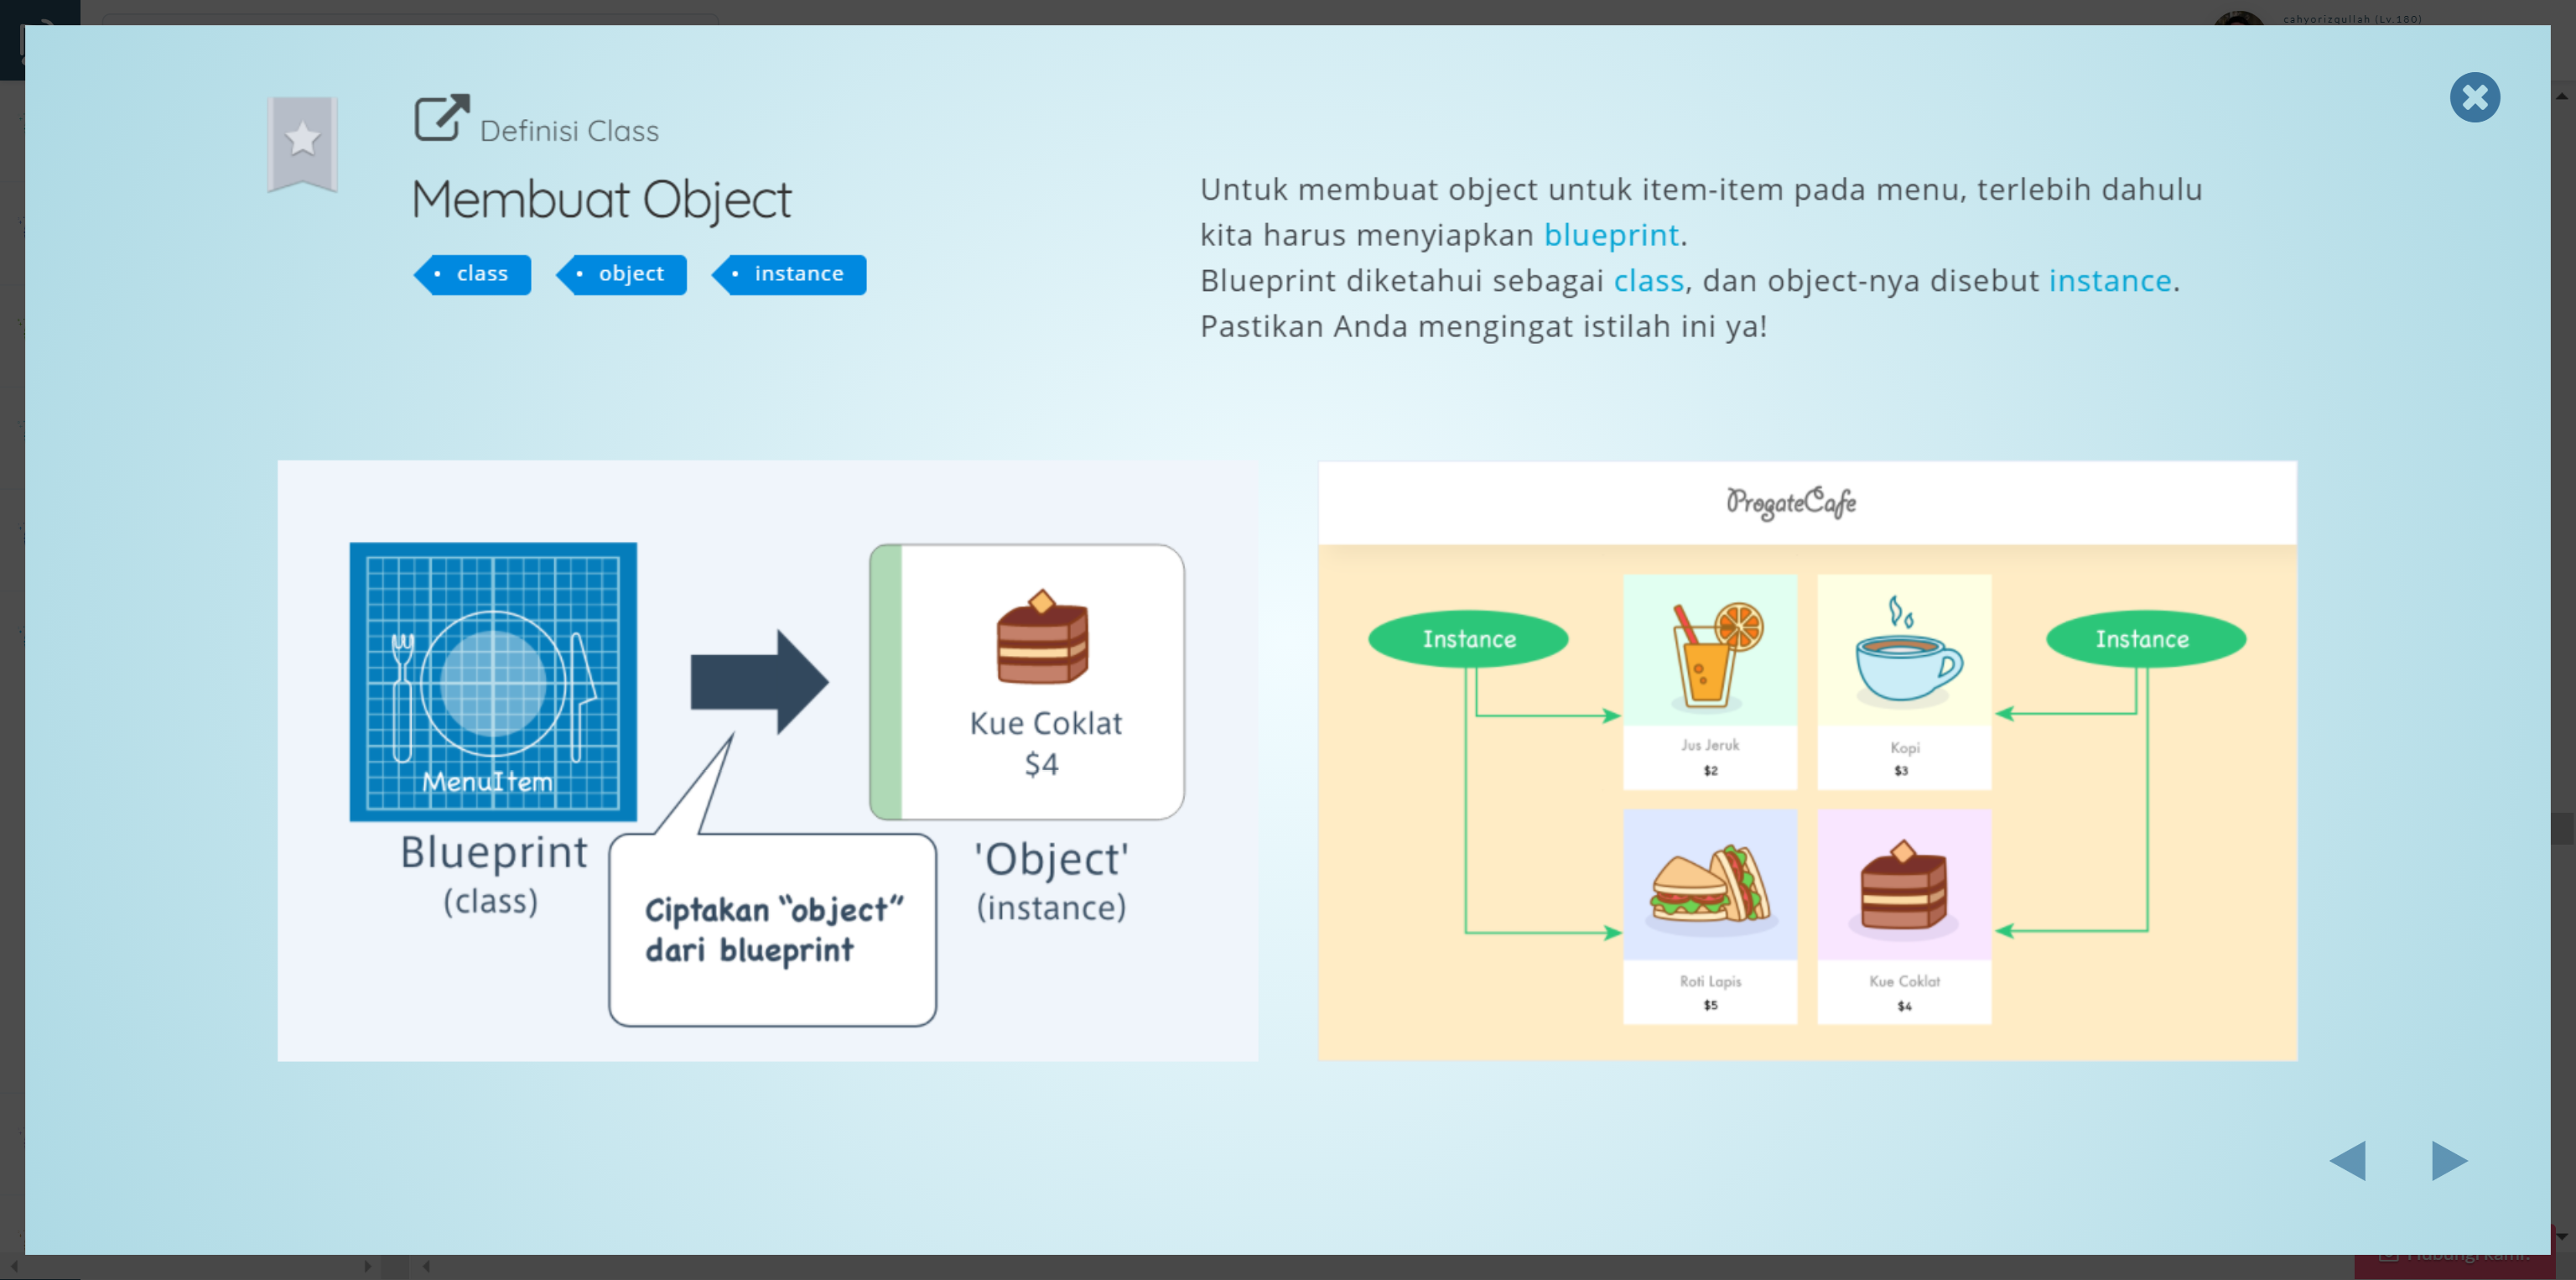 cahyorizqullah (Lv.180)
Definisi Class
Membuat Object
• class • object • instance
Untuk membuat object untuk item-item pada menu, terlebih dahulu
kita harus menyiapkan blueprint.
Blueprint diketahui sebagai class, dan object-nya disebut instance.
Pastikan Anda mengingat istilah ini ya!
MenuItem
Blueprint
(class)
Ciptakan “object”
dari blueprint
Kue Coklat
$4
'Object'
(instance)
ProgateCafe
Instance
Instance
Jus Jeruk
$2
Kopi
$3
Roti Lapis
$5
Kue Coklat
$4
Hubungi kami!